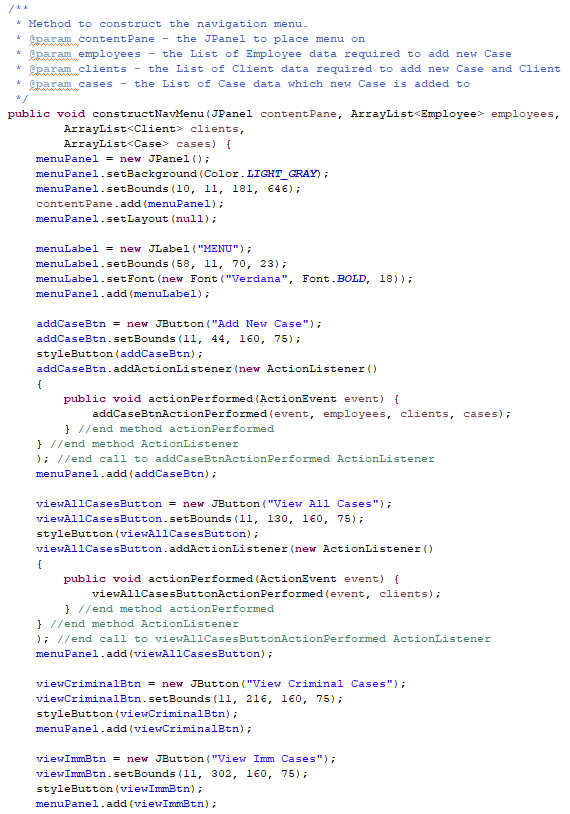 /**
 * Method to construct the navigation menu.
 * @param contentPane - the JPanel to place menu on
 * @param employees - the List of Employee data required to add new Case
 * @param clients - the List of Client data required to add new Case and Client
 * @param cases - the List of Case data which new Case is added to
 */
public void constructNavMenu(JPanel contentPane, ArrayList<Employee> employees,
        ArrayList<Client> clients,
        ArrayList<Case> cases) {
    menuPanel = new JPanel();
    menuPanel.setBackground(Color.LIGHT_GRAY);
    menuPanel.setBounds(10, 11, 181, 646);
    contentPane.add(menuPanel);
    menuPanel.setLayout(null);

    menuLabel = new JLabel("MENU");
    menuLabel.setBounds(58, 11, 70, 23);
    menuLabel.setFont(new Font("Verdana", Font.BOLD, 18));
    menuPanel.add(menuLabel);

    addCaseBtn = new JButton("Add New Case");
    addCaseBtn.setBounds(11, 44, 160, 75);
    styleButton(addCaseBtn);
    addCaseBtn.addActionListener(new ActionListener()
    {
        public void actionPerformed(ActionEvent event) {
            addCaseBtnActionPerformed(event, employees, clients, cases);
        } //end method actionPerformed
    } //end method ActionListener
    ); //end call to addCaseBtnActionPerformed ActionListener
    menuPanel.add(addCaseBtn);

    viewAllCasesButton = new JButton("View All Cases");
    viewAllCasesButton.setBounds(11, 130, 160, 75);
    styleButton(viewAllCasesButton);
    viewAllCasesButton.addActionListener(new ActionListener()
    {
        public void actionPerformed(ActionEvent event) {
            viewAllCasesButtonActionPerformed(event, clients);
        } //end method actionPerformed
    } //end method ActionListener
    ); //end call to viewAllCasesButtonActionPerformed ActionListener
    menuPanel.add(viewAllCasesButton);

    viewCriminalBtn = new JButton("View Criminal Cases");
    viewCriminalBtn.setBounds(11, 216, 160, 75);
    styleButton(viewCriminalBtn);
    menuPanel.add(viewCriminalBtn);

    viewImmBtn = new JButton("View Imm Cases");
    viewImmBtn.setBounds(11, 302, 160, 75);
    styleButton(viewImmBtn);
    menuPanel.add(viewImmBtn);